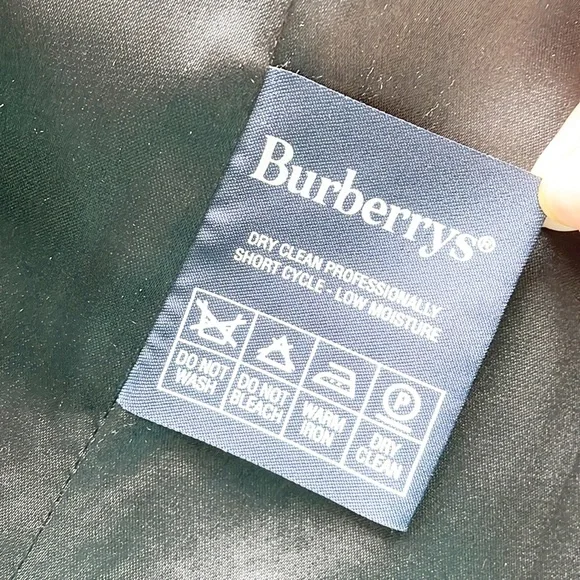 Burberrys®
DRY CLEAN PROFESSIONALLY
SHORT CYCLE - LOW MOISTURE
P
DO NOT WASH
DO NOT BLEACH
WARM IRON
DRY CLEAN